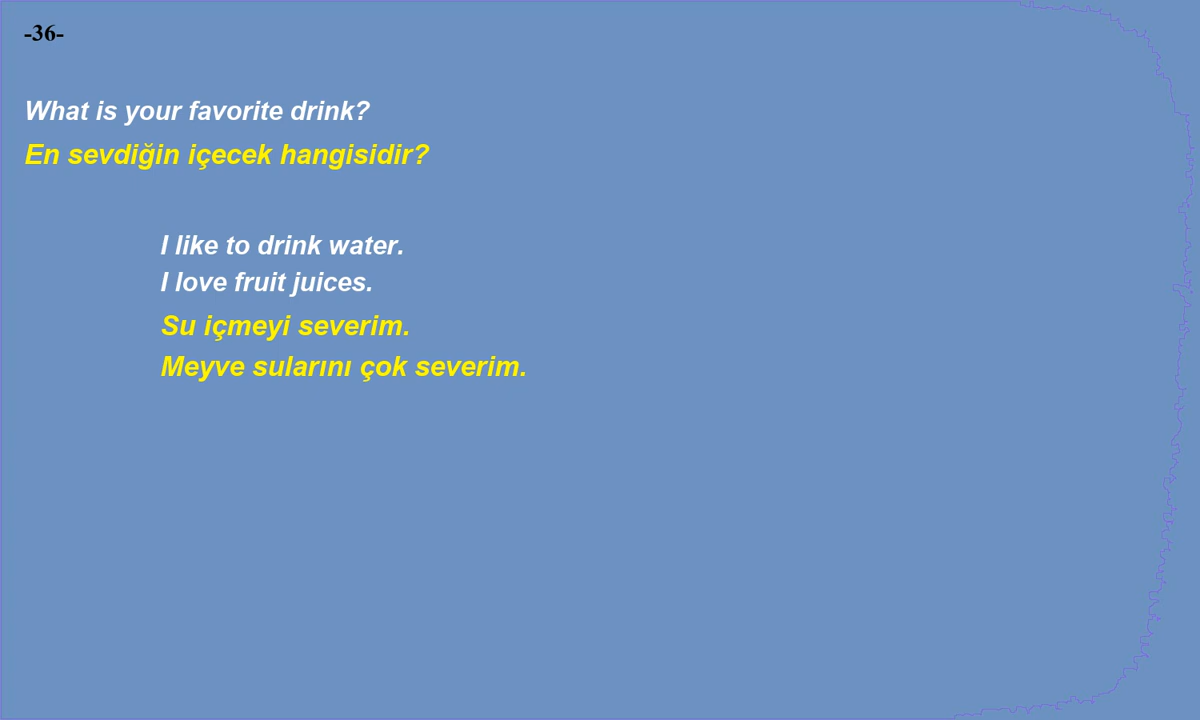 -36-
What is your favorite drink?
En sevdiğin içecek hangisidir?
I like to drink water.
I love fruit juices.
Su içmeyi severim.
Meyve sularını çok severim.